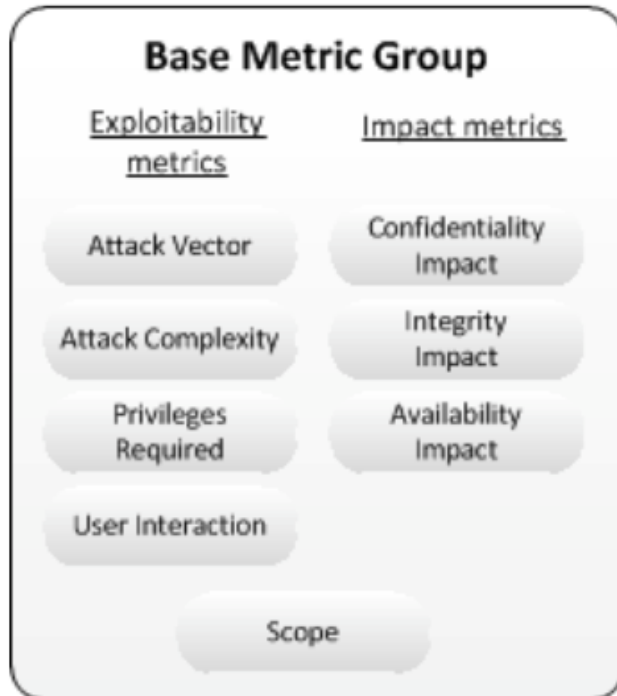 Base Metric Group
Exploitability
metrics
Attack Vector
Attack Complexity
Privileges
Required
User Interaction
Impact metrics
Confidentiality
Impact
Integrity
Impact
Availability
Impact
Scope